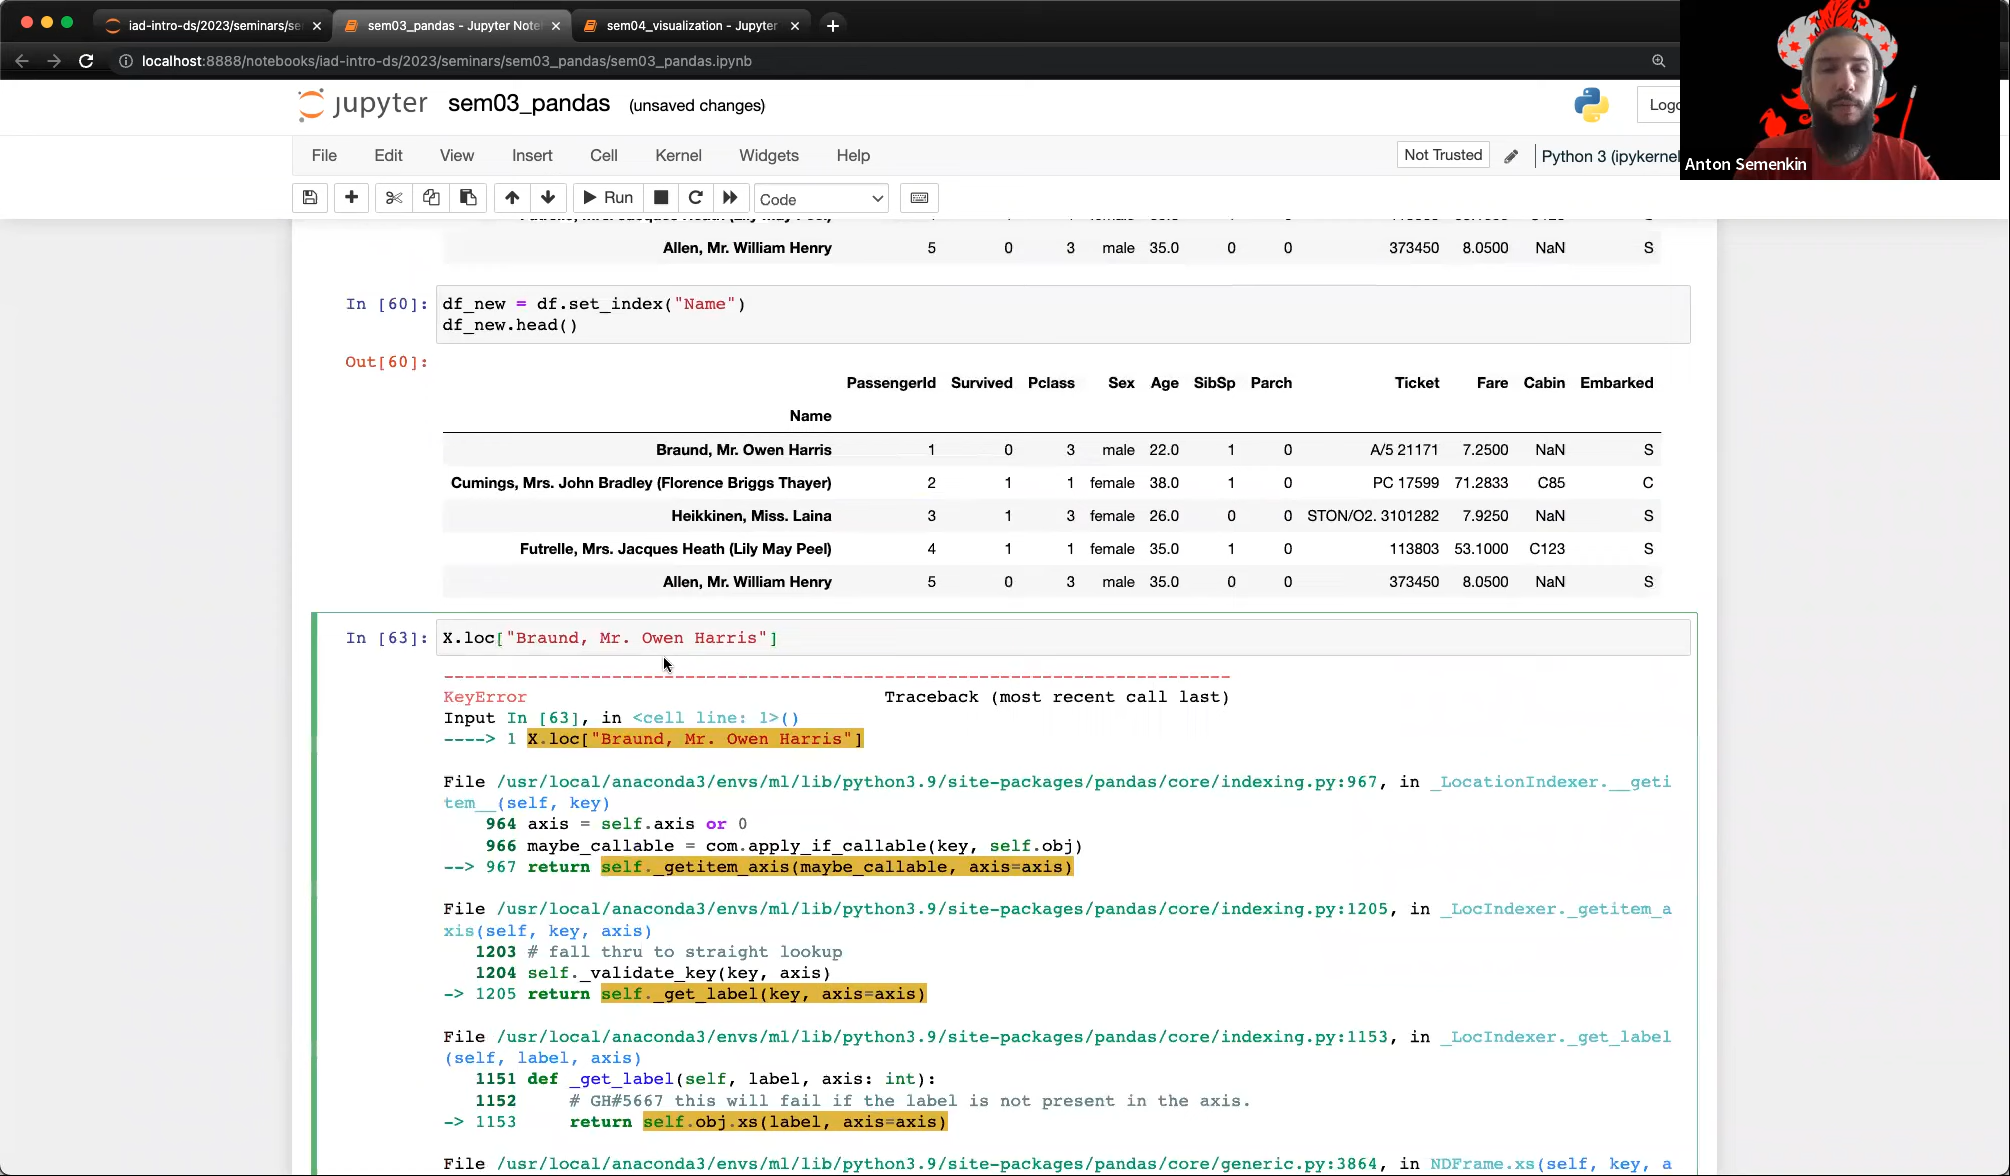 iad-intro-ds/2023/seminars/se
sem03_pandas - Jupyter Note
sem04_visualization - Jupyter
localhost:8888/notebooks/iad-intro-ds/2023/seminars/sem03_pandas/sem03_pandas.ipynb
jupyter sem03_pandas (unsaved changes)
Logo
File Edit View Insert Cell Kernel Widgets Help
Not Trusted
Python 3 (ipykernel
Anton Semenkin
Run
Code
Allen, Mr. William Henry 5 0 3 male 35.0 0 0 373450 8.0500 NaN S
In [60]: df_new = df.set_index("Name")
df_new.head()
Out[60]:
PassengerId Survived Pclass Sex Age SibSp Parch Ticket Fare Cabin Embarked
Name
Braund, Mr. Owen Harris 1 0 3 male 22.0 1 0 A/5 21171 7.2500 NaN S
Cumings, Mrs. John Bradley (Florence Briggs Thayer) 2 1 1 female 38.0 1 0 PC 17599 71.2833 C85 C
Heikkinen, Miss. Laina 3 1 3 female 26.0 0 0 STON/O2. 3101282 7.9250 NaN S
Futrelle, Mrs. Jacques Heath (Lily May Peel) 4 1 1 female 35.0 1 0 113803 53.1000 C123 S
Allen, Mr. William Henry 5 0 3 male 35.0 0 0 373450 8.0500 NaN S
In [63]: X.loc["Braund, Mr. Owen Harris"]
---------------------------------------------------------------------------
KeyError Traceback (most recent call last)
Input In [63], in <cell line: 1>()
----> 1 X.loc["Braund, Mr. Owen Harris"]
File /usr/local/anaconda3/envs/ml/lib/python3.9/site-packages/pandas/core/indexing.py:967, in _LocationIndexer.__geti
tem__(self, key)
964 axis = self.axis or 0
966 maybe_callable = com.apply_if_callable(key, self.obj)
--> 967 return self._getitem_axis(maybe_callable, axis=axis)
File /usr/local/anaconda3/envs/ml/lib/python3.9/site-packages/pandas/core/indexing.py:1205, in _LocIndexer._getitem_a
xis(self, key, axis)
1203 # fall thru to straight lookup
1204 self._validate_key(key, axis)
-> 1205 return self._get_label(key, axis=axis)
File /usr/local/anaconda3/envs/ml/lib/python3.9/site-packages/pandas/core/indexing.py:1153, in _LocIndexer._get_label
(self, label, axis)
1151 def _get_label(self, label, axis: int):
1152 # GH#5667 this will fail if the label is not present in the axis.
-> 1153 return self.obj.xs(label, axis=axis)
File /usr/local/anaconda3/envs/ml/lib/python3.9/site-packages/pandas/core/generic.py:3864, in NDFrame.xs(self, key, a